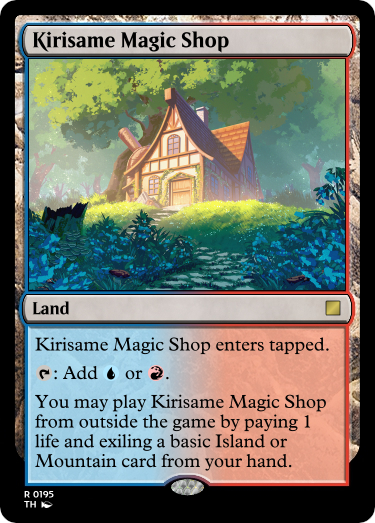 Kirisame Magic Shop
Land
Kirisame Magic Shop enters tapped.
: Add or .
You may play Kirisame Magic Shop
from outside the game by paying 1
life and exiling a basic Island or
Mountain card from your hand.
R 0195
TH